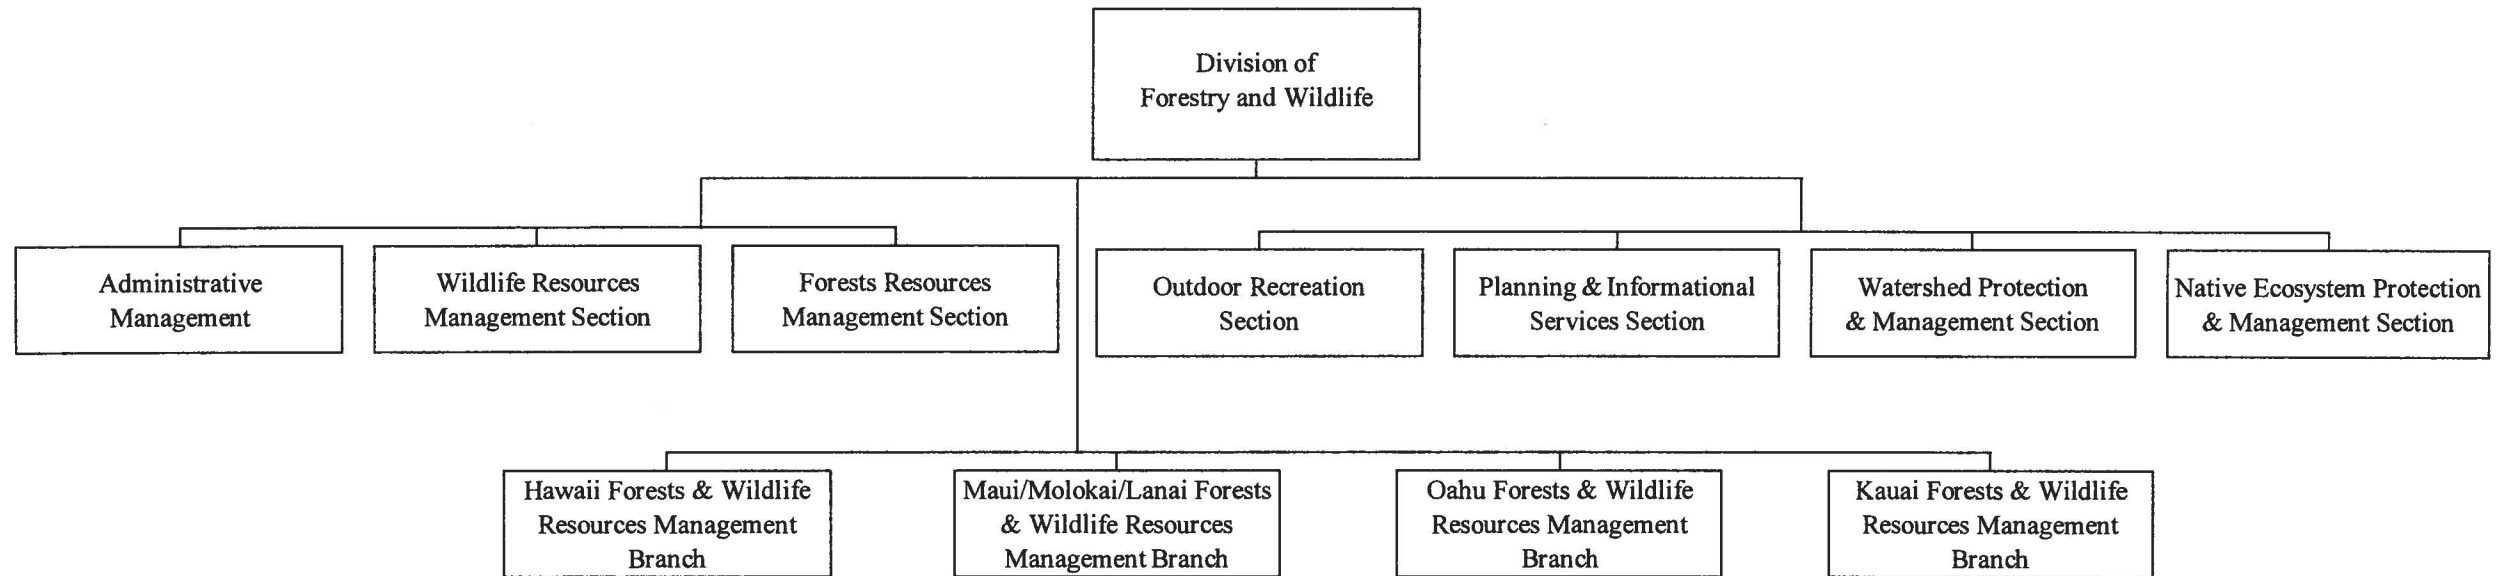 Division of
Forestry and Wildlife
Administrative
Management
Wildlife Resources
Management Section
Forests Resources
Management Section
Outdoor Recreation
Section
Planning & Informational
Services Section
Watershed Protection
& Management Section
Native Ecosystem Protection
& Management Section
Hawaii Forests & Wildlife
Resources Management
Branch
Maui/Molokai/Lanai Forests
& Wildlife Resources
Management Branch
Oahu Forests & Wildlife
Resources Management
Branch
Kauai Forests & Wildlife
Resources Management
Branch